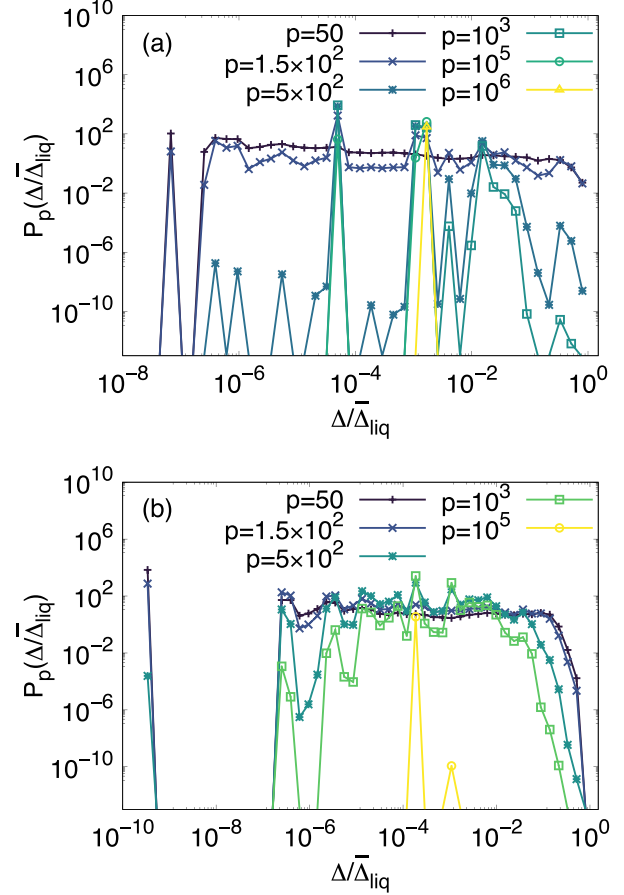 10^10
(a)
p=50
p=10^3
p=1.5×10^2
p=10^5
p=5×10^2
p=10^6
10^6
10^2
10^-2
10^-6
10^-10
P_p(Δ/Δ̅_liq)
10^-8
10^-6
10^-4
10^-2
10^0
Δ/Δ̅_liq
10^10
(b)
p=50
p=10^3
p=1.5×10^2
p=10^5
p=5×10^2
10^6
10^2
10^-2
10^-6
10^-10
P_p(Δ/Δ̅_liq)
10^-10
10^-8
10^-6
10^-4
10^-2
10^0
Δ/Δ̅_liq